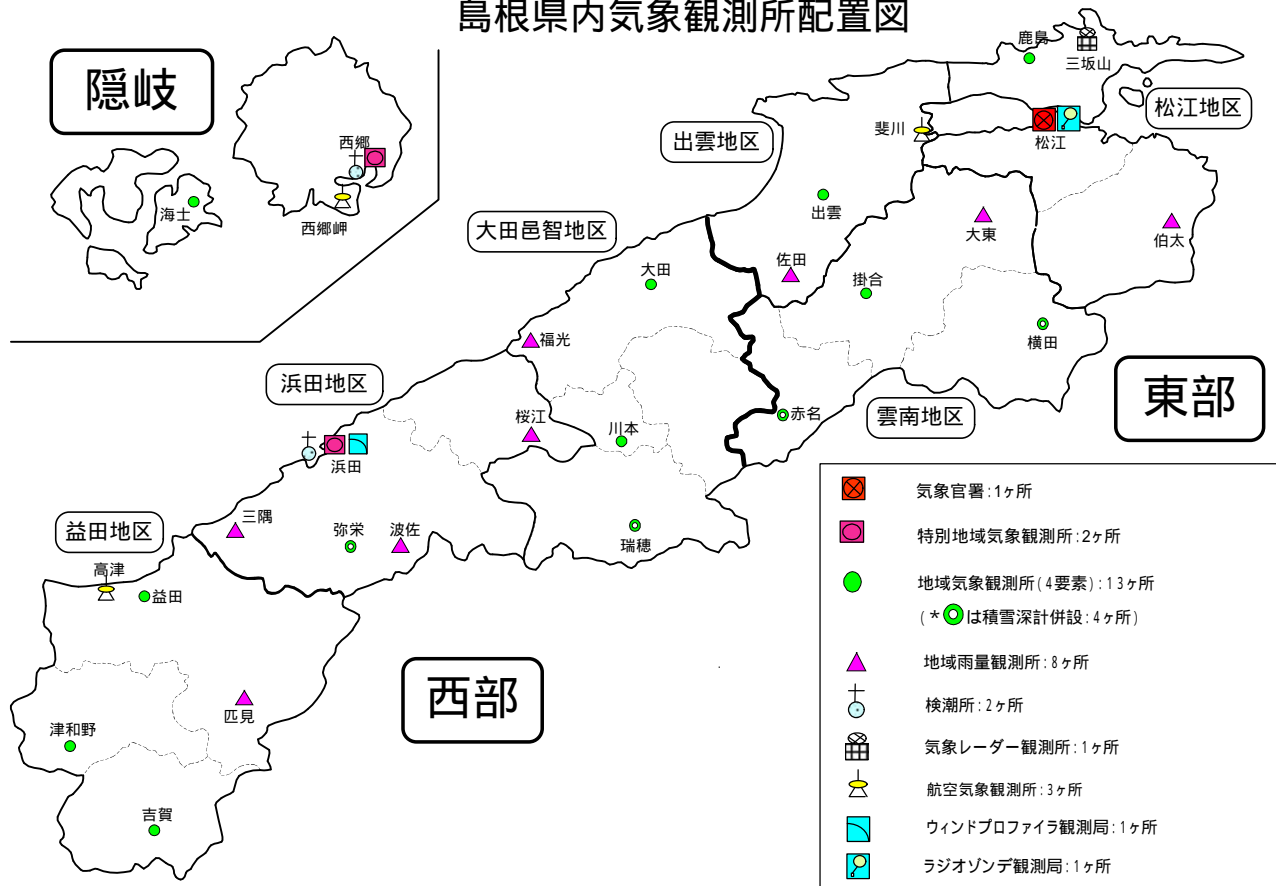 島根県内気象観測所配置図
隠岐
西郷
海士
西郷岬
鹿島
三坂山
松江地区
斐川
松江
出雲地区
出雲
大東
伯太
大田邑智地区
佐田
掛合
大田
横田
福光
東部
浜田地区
赤名
雲南地区
桜江
川本
浜田
三隅
弥栄
波佐
瑞穂
益田地区
高津
益田
西部
匹見
津和野
吉賀
気象官署:1ヶ所
特別地域気象観測所:2ヶ所
地域気象観測所(4要素):13ヶ所
(*◎は積雪深計併設:4ヶ所)
地域雨量観測所:8ヶ所
検潮所:2ヶ所
気象レーダー観測所:1ヶ所
航空気象観測所:3ヶ所
ウィンドプロファイラ観測局:1ヶ所
ラジオゾンデ観測局:1ヶ所